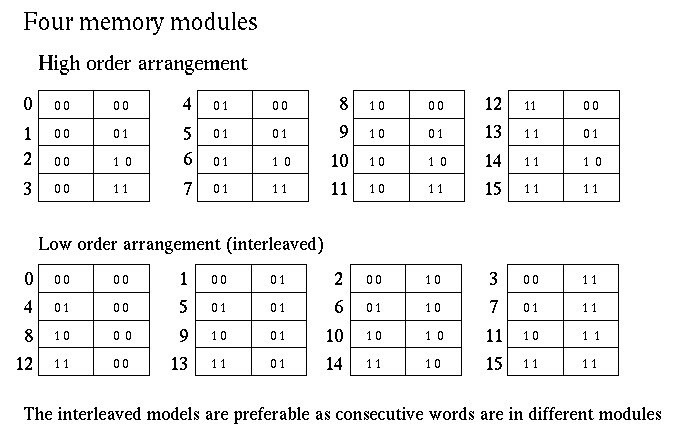 Four memory modules
High order arrangement
0 00 00 4 01 00 8 10 00 12 11 00
1 00 01 5 01 01 9 10 01 13 11 01
2 00 10 6 01 10 10 10 10 14 11 10
3 00 11 7 01 11 11 10 11 15 11 11
Low order arrangement (interleaved)
0 00 00 1 00 01 2 00 10 3 00 11
4 01 00 5 01 01 6 01 10 7 01 11
8 10 00 9 10 01 10 10 10 11 10 11
12 11 00 13 11 01 14 11 10 15 11 11
The interleaved models are preferable as consecutive words are in different modules